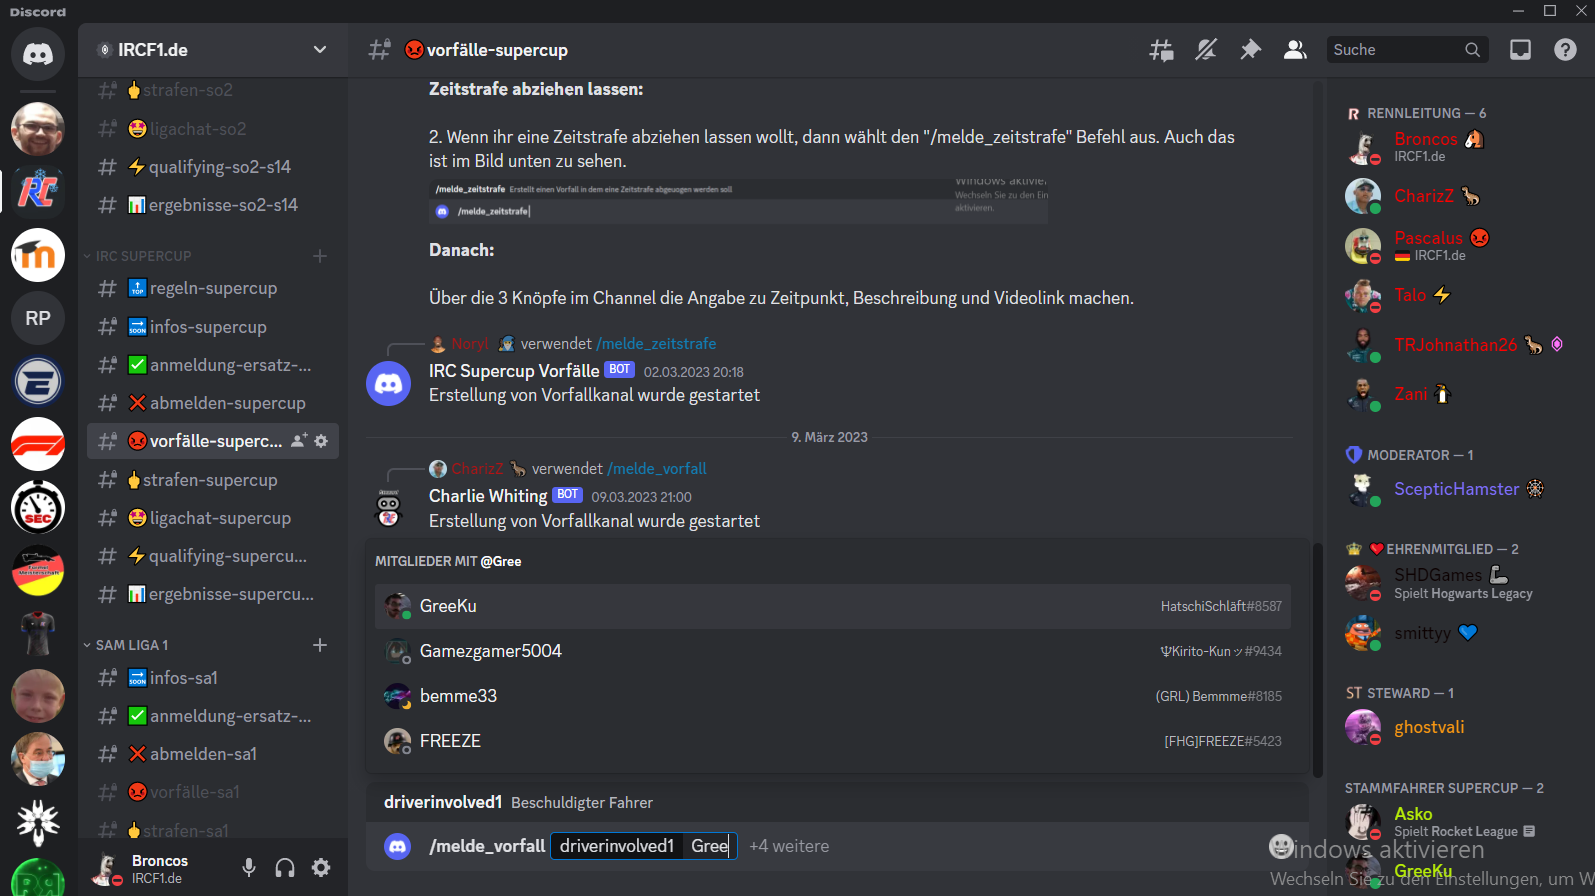 Discord
IRCF1.de
strafen-so2
ligachat-so2
qualifying-so2-s14
ergebnisse-so2-s14
IRC SUPERCUP
regeln-supercup
infos-supercup
anmeldung-ersatz-...
abmelden-supercup
vorfälle-superc...
strafen-supercup
ligachat-supercup
qualifying-supercu...
ergebnisse-supercu...
SAM LIGA 1
infos-sa1
anmeldung-ersatz-...
abmelden-sa1
vorfälle-sa1
strafen-sa1
Broncos
IRCF1.de
RP
SEC
vorfälle-supercup
Suche
Zeitstrafe abziehen lassen:
2. Wenn ihr eine Zeitstrafe abziehen lassen wollt, dann wählt den "/melde_zeitstrafe" Befehl aus. Auch das
ist im Bild unten zu sehen.
/melde_zeitstrafe Erstellt einen Vorfall in dem eine Zeitstrafe abgeuogen werden soll
/melde_zeitstrafe
Windows aktivier
Wechseln Sie zu den Ein
aktivieren.
Danach:
Über die 3 Knöpfe im Channel die Angabe zu Zeitpunkt, Beschreibung und Videolink machen.
Noryl verwendet /melde_zeitstrafe
IRC Supercup Vorfälle BOT 02.03.2023 20:18
Erstellung von Vorfallkanal wurde gestartet
9. März 2023
CharizZ verwendet /melde_vorfall
Charlie Whiting BOT 09.03.2023 21:00
Erstellung von Vorfallkanal wurde gestartet
MITGLIEDER MIT @Gree
GreeKu HatschiSchläft#8587
Gamezgamer5004 ΨKirito-Kunッ#9434
bemme33 (GRL) Bemmme#8185
FREEZE [FHG]FREEZE#5423
driverinvolved1 Beschuldigter Fahrer
/melde_vorfall driverinvolved1 Gree +4 weitere
RENNLEITUNG — 6
Broncos
IRCF1.de
CharizZ
Pascalus
IRCF1.de
Talo
TRJohnathan26
Zani
MODERATOR — 1
ScepticHamster
EHRENMITGLIED — 2
SHDGames
Spielt Hogwarts Legacy
smittyy
ST STEWARD — 1
ghostvali
STAMMFAHRER SUPERCUP — 2
Asko
Spielt Rocket League
GreeKu
indows aktivieren
Wechseln Sie zu den Einstellungen, um W